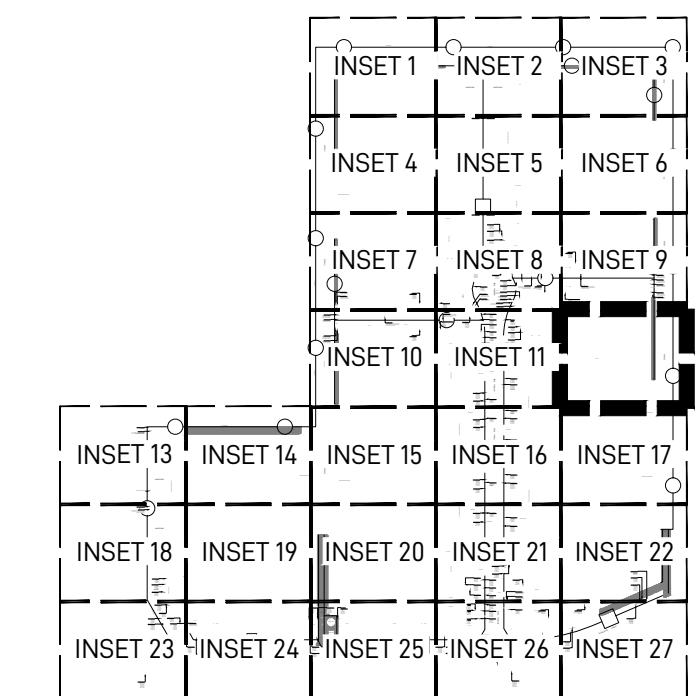 INSET 1 INSET 2 INSET 3
INSET 4 INSET 5 INSET 6
INSET 7 INSET 8 INSET 9
INSET 10 INSET 11
INSET 13 INSET 14 INSET 15 INSET 16 INSET 17
INSET 18 INSET 19 INSET 20 INSET 21 INSET 22
INSET 23 INSET 24 INSET 25 INSET 26 INSET 27